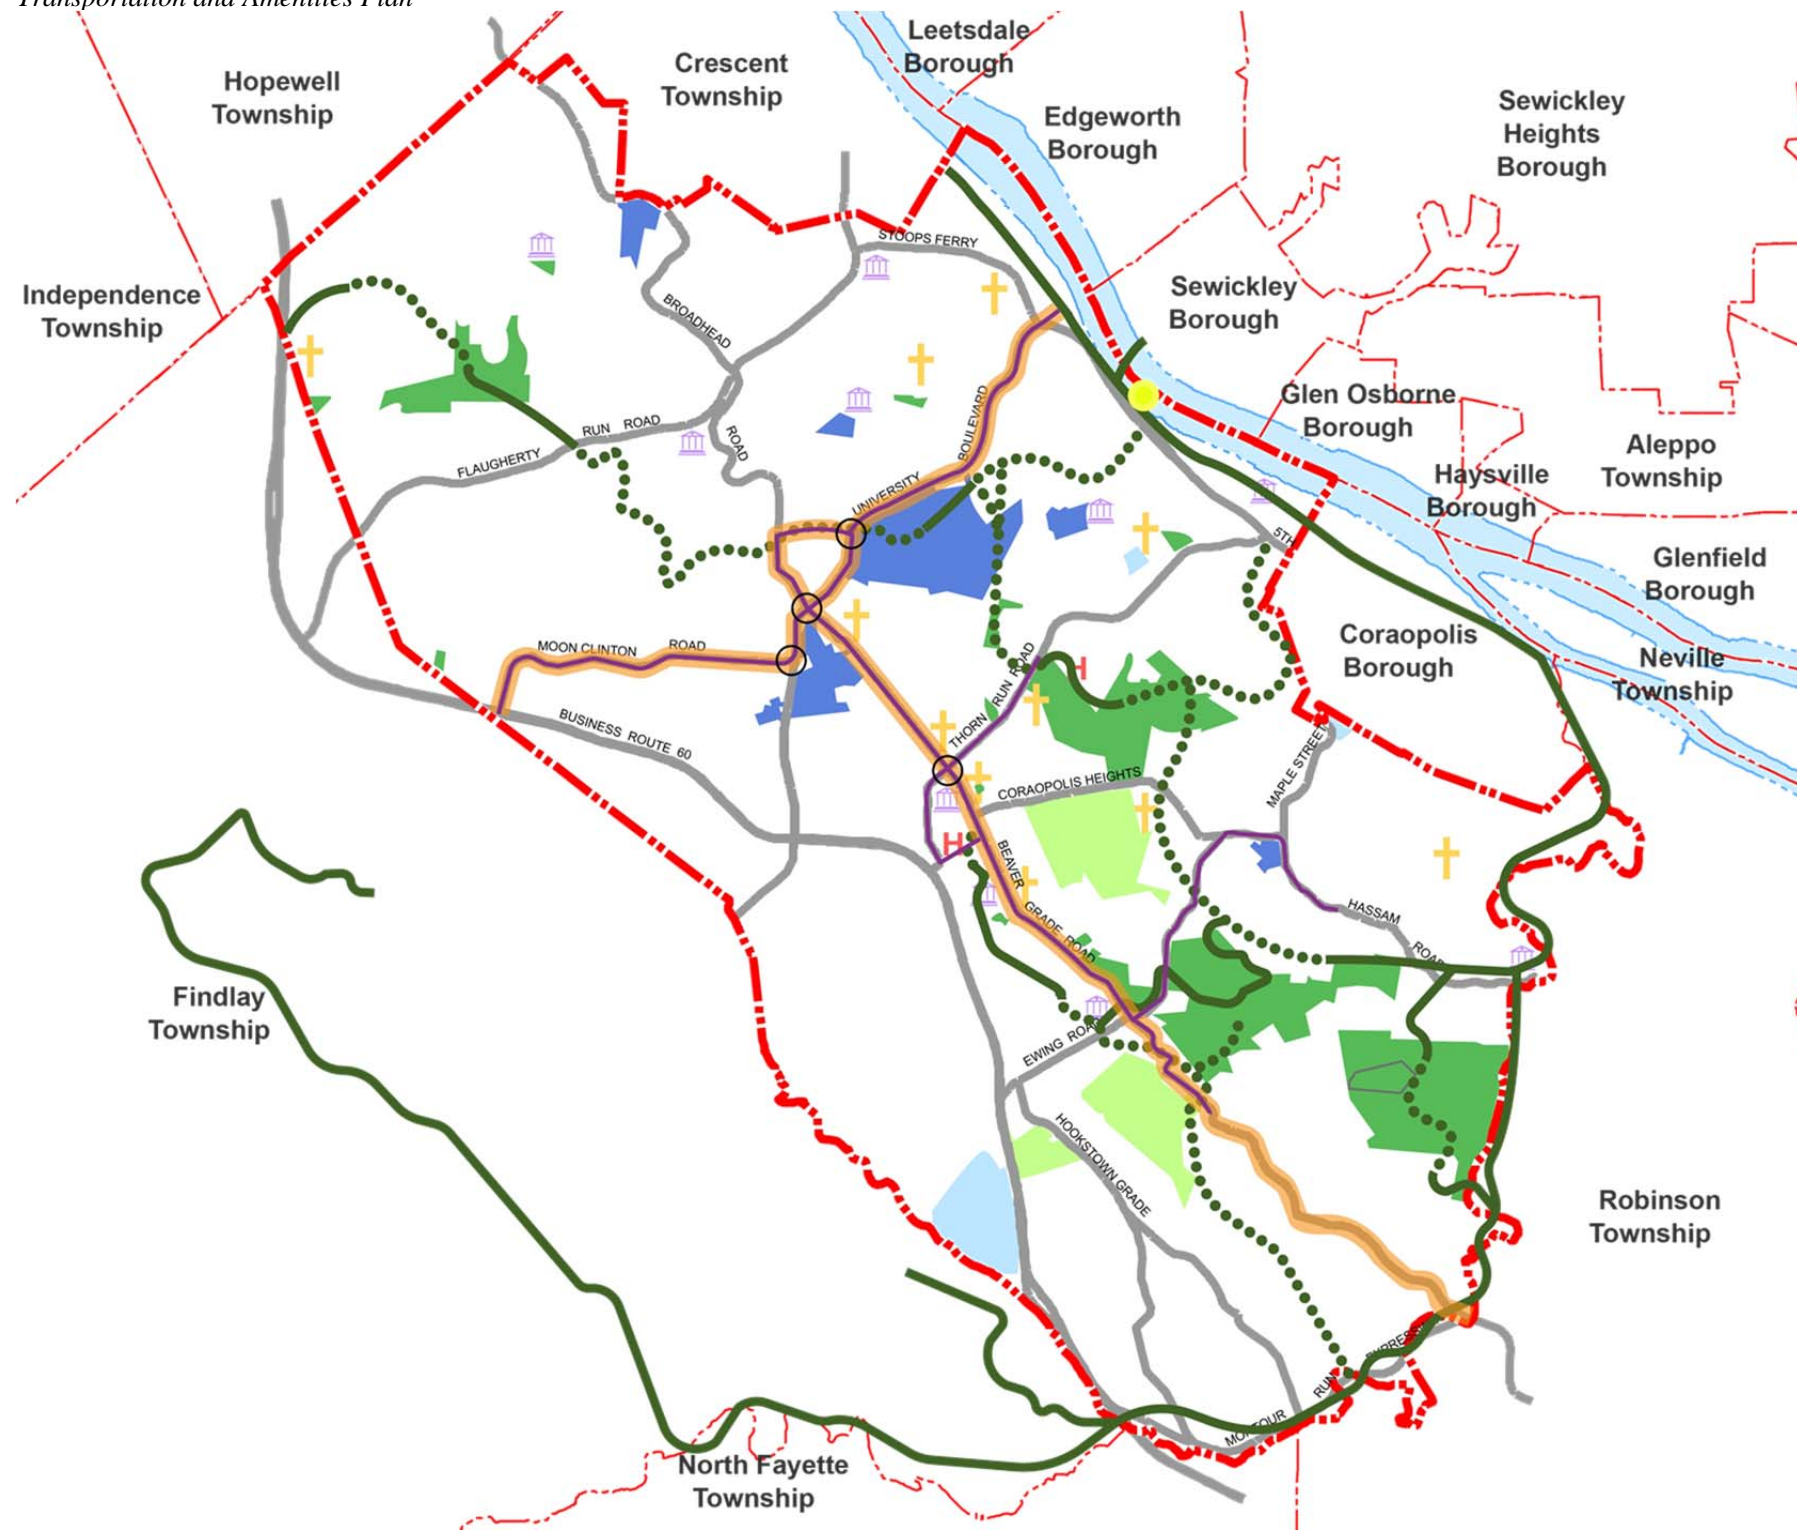 Transportation and Amenities Plan
Leetsdale
Borough
Hopewell
Township
Crescent
Township
Edgeworth
Borough
Sewickley
Heights
Borough
STOOPS FERRY
Independence
Township
Sewickley
Borough
BROADHEAD
ROAD
Glen Osborne
Borough
BOULEVARD
UNIVERSITY
FLAUGHERTY RUN ROAD
Aleppo
Township
Haysville
Borough
5TH
Glenfield
Borough
Coraopolis
Borough
Neville
Township
MOON CLINTON ROAD
THORN RUN ROAD
BUSINESS ROUTE 60
CORAOPOLIS HEIGHTS
MAPLE STREET
H
H
BEAVER
GRADE ROAD
HASSAM
ROAD
Findlay
Township
EWING ROAD
HOOKSTOWN GRADE
Robinson
Township
MONTOUR
RUN
North Fayette
Township